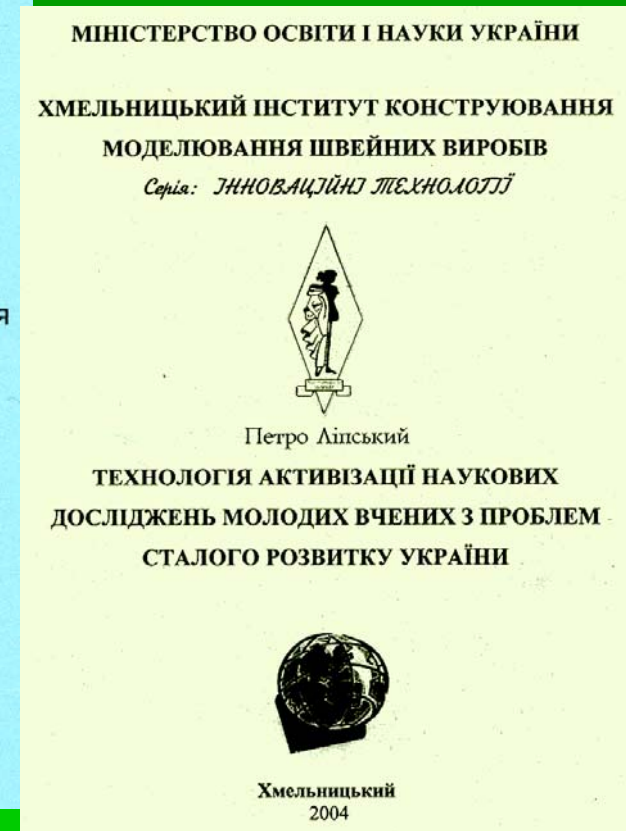 МІНІСТЕРСТВО ОСВІТИ І НАУКИ УКРАЇНИ
ХМЕЛЬНИЦЬКИЙ ІНСТИТУТ КОНСТРУЮВАННЯ
МОДЕЛЮВАННЯ ШВЕЙНИХ ВИРОБІВ
Серія: ІННОВАЦІЙНІ ТЕХНОЛОГІЇ
я
Петро Ліпський
ТЕХНОЛОГІЯ АКТИВІЗАЦІЇ НАУКОВИХ
ДОСЛІДЖЕНЬ МОЛОДИХ ВЧЕНИХ З ПРОБЛЕМ
СТАЛОГО РОЗВИТКУ УКРАЇНИ
Хмельницький
2004